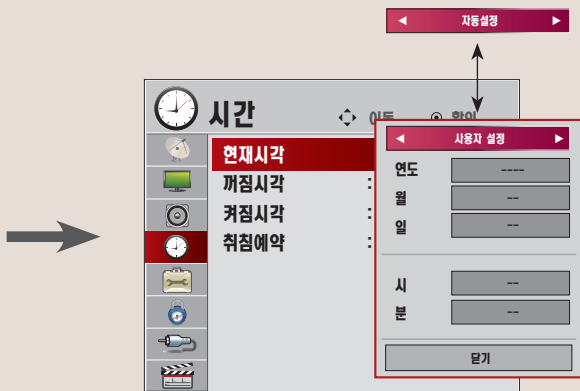 자동설정
시간
이동
확인
사용자 설정
현재시각
꺼짐시각 :
켜짐시각 :
취침예약 :
연도 ----
월 --
일 --
시 --
분 --
닫기